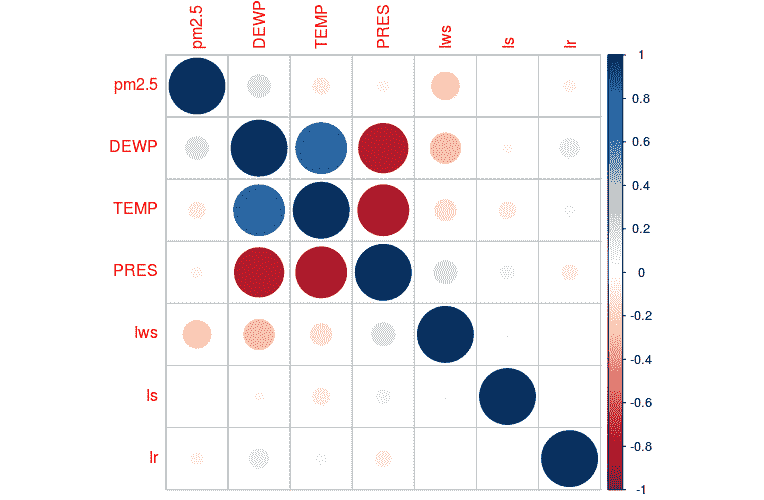 pm2.5 DEWP TEMP PRES Iws Is Ir
pm2.5
DEWP
TEMP
PRES
Iws
Is
Ir
1
0.8
0.6
0.4
0.2
0
-0.2
-0.4
-0.6
-0.8
-1